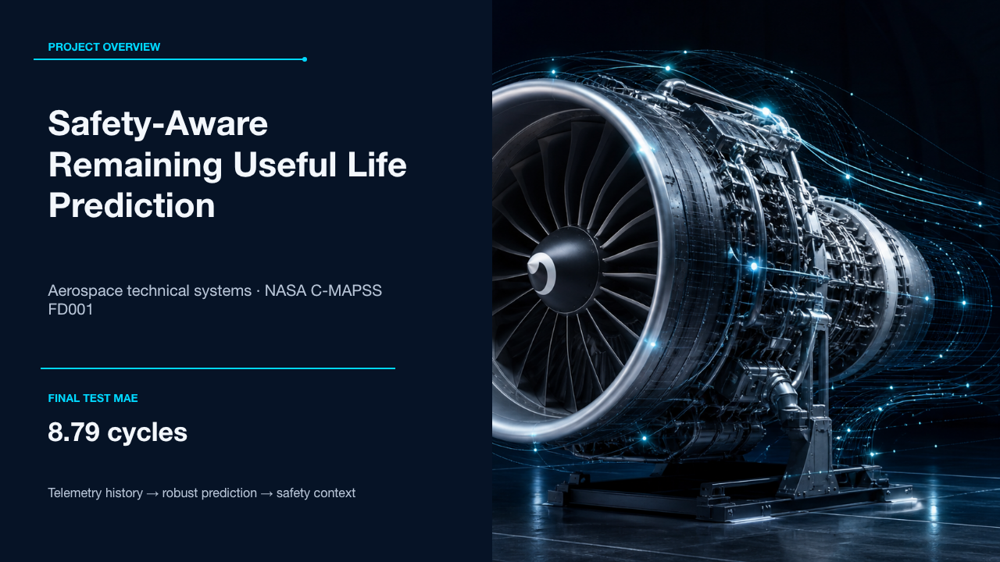 PROJECT OVERVIEW
Safety-Aware
Remaining Useful Life
Prediction
Aerospace technical systems · NASA C-MAPSS
FD001
FINAL TEST MAE
8.79 cycles
Telemetry history → robust prediction → safety context